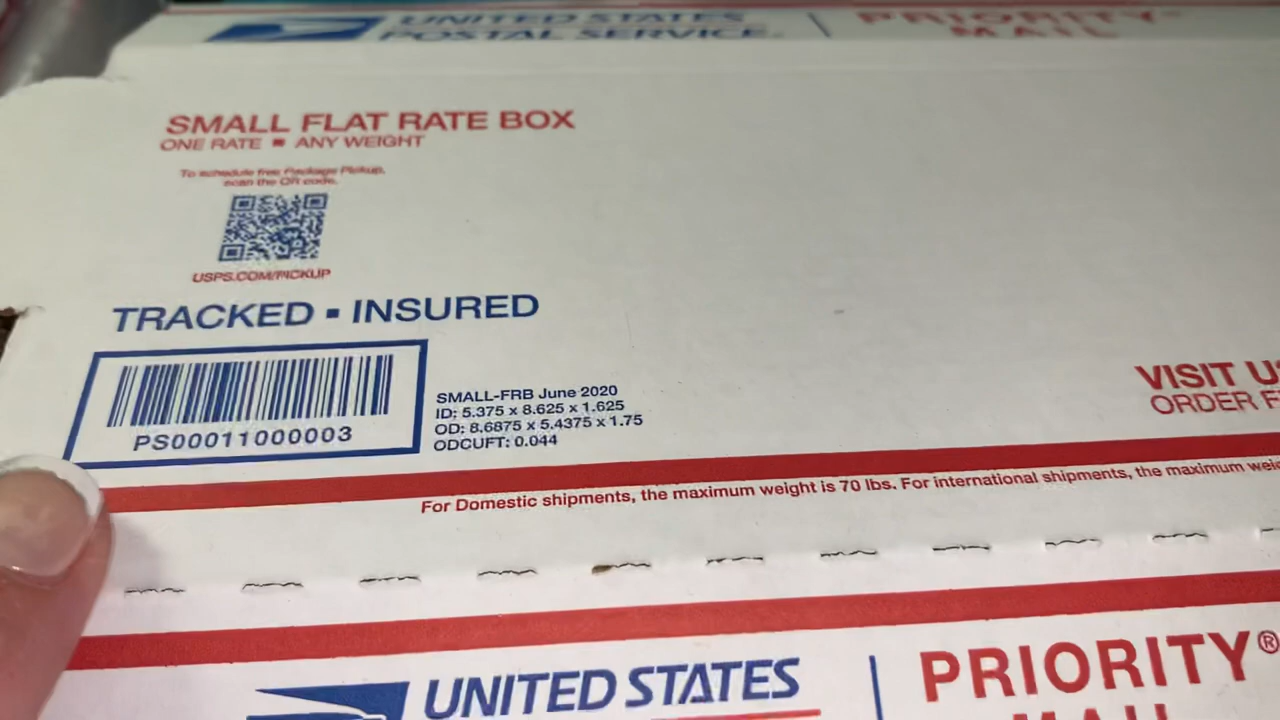 UNITED STATES
POSTAL SERVICE®
PRIORITY
MAIL
SMALL FLAT RATE BOX
ONE RATE ■ ANY WEIGHT
To schedule free Package Pickup,
scan the QR code.
USPS.COM/PICKUP
TRACKED ■ INSURED
PS00011000003
SMALL-FRB June 2020
ID: 5.375 x 8.625 x 1.625
OD: 8.6875 x 5.4375 x 1.75
ODCUFT: 0.044
VISIT
ORDER
For Domestic shipments, the maximum weight is 70 lbs. For international shipments, the maximum
UNITED STATES
PRIORITY®
MAIL